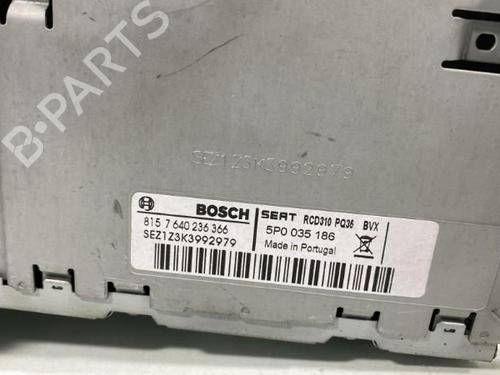 B-PARTS
SEZ1Z3K3992979
BOSCH
SEAT RCD310 PQ35 BVX
815 7 640 236 366
5P0 035 186
SEZ1Z3K3992979
Made in Portugal